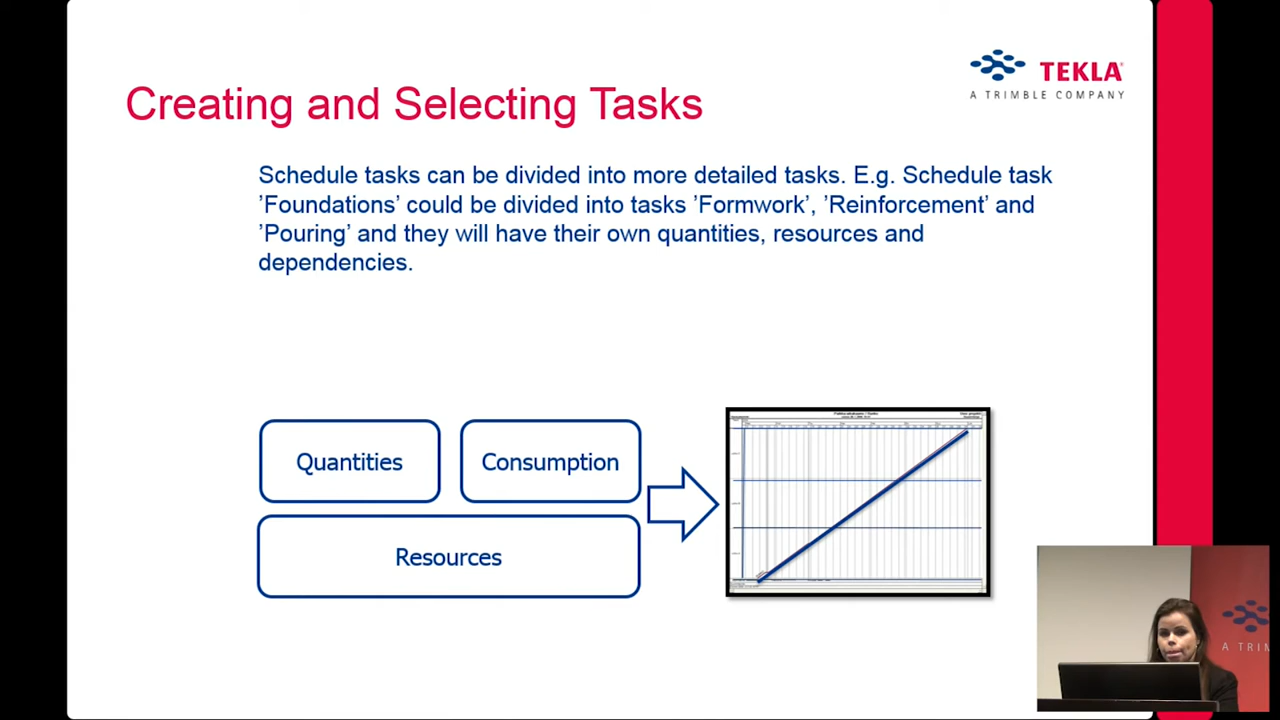 TEKLA
A TRIMBLE COMPANY
Creating and Selecting Tasks
Schedule tasks can be divided into more detailed tasks. E.g. Schedule task
’Foundations’ could be divided into tasks ’Formwork’, ’Reinforcement’ and
’Pouring’ and they will have their own quantities, resources and
dependencies.
Quantities
Consumption
Resources
A TRIM